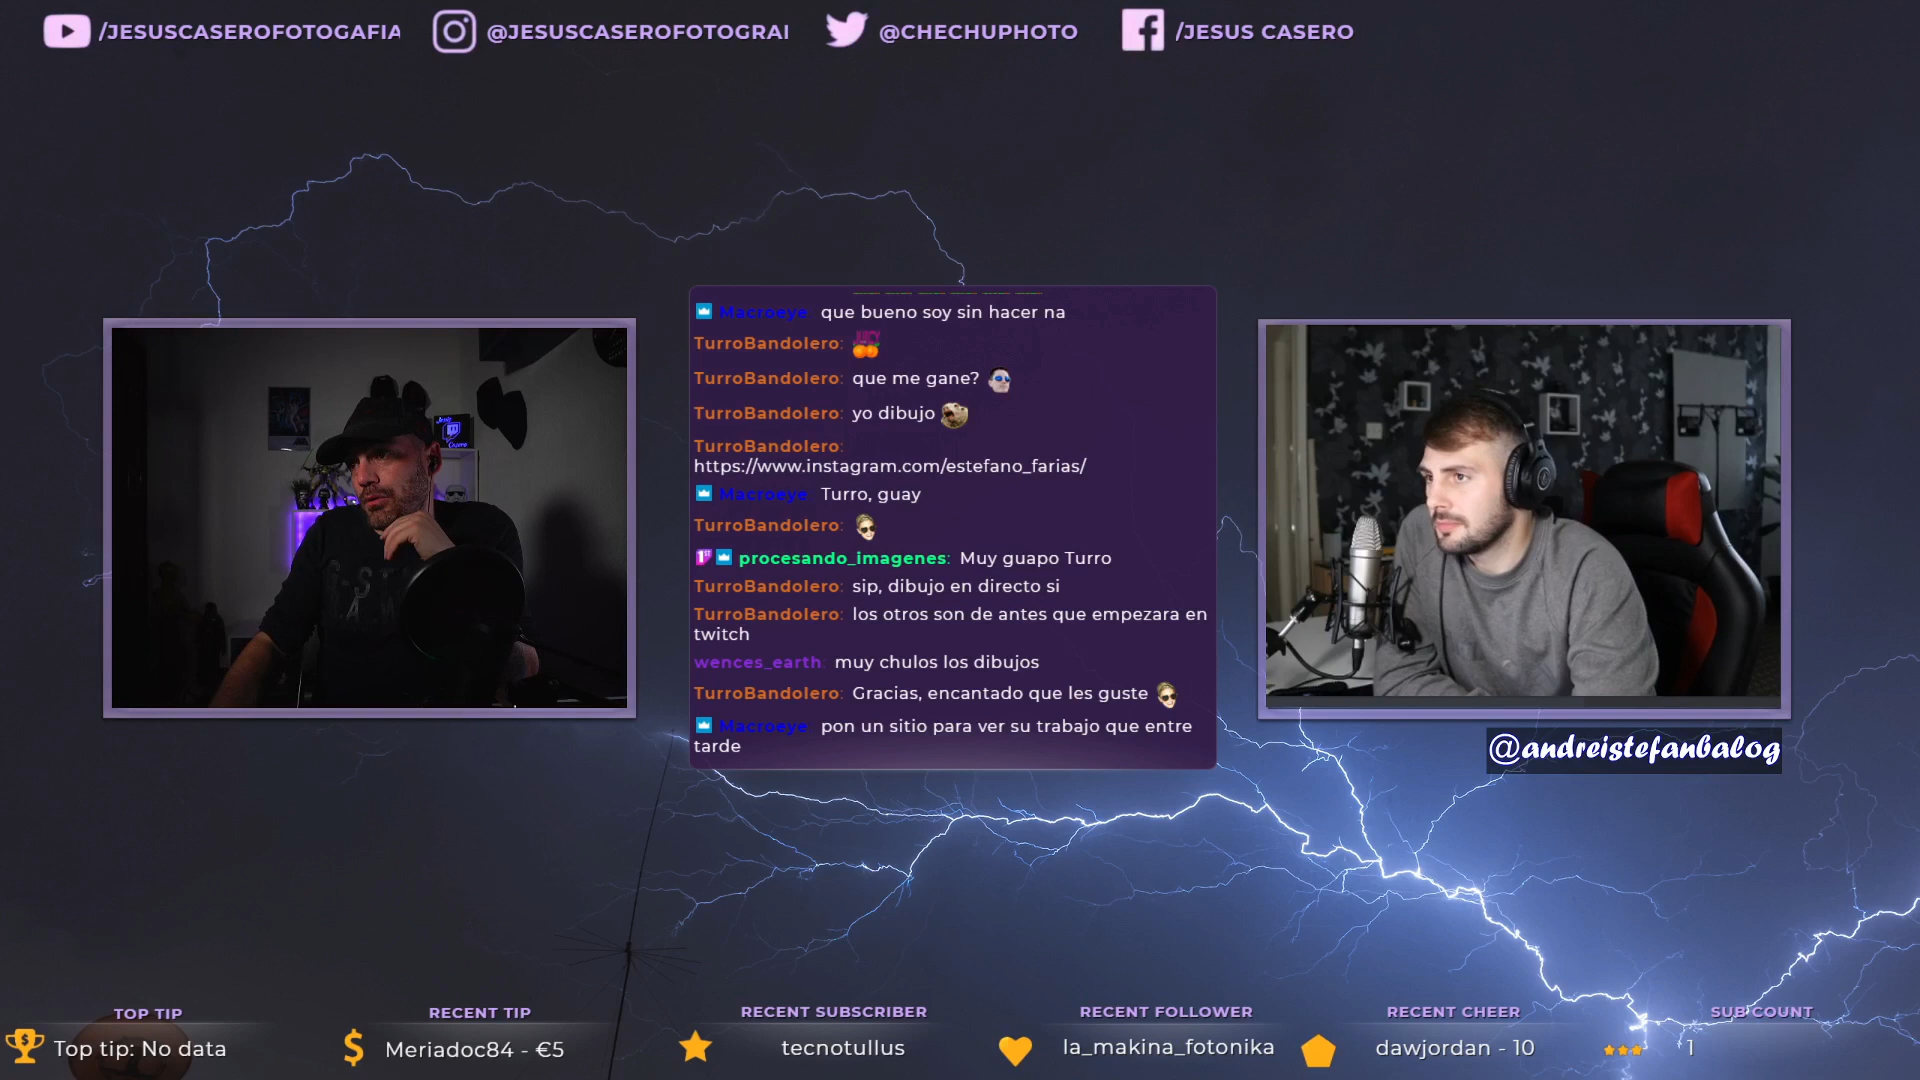 /JESUSCASEROFOTOGAFIA
@JESUSCASEROFOTOGRAI
@CHECHUPHOTO
/JESUS CASERO
Macroeye: que bueno soy sin hacer na
TurroBandolero:
TurroBandolero: que me gane?
TurroBandolero: yo dibujo
TurroBandolero:
https://www.instagram.com/estefano_farias/
Macroeye: Turro, guay
TurroBandolero:
procesando_imagenes: Muy guapo Turro
TurroBandolero: sip, dibujo en directo si
TurroBandolero: los otros son de antes que empezara en
twitch
wences_earth: muy chulos los dibujos
TurroBandolero: Gracias, encantado que les guste
Macroeye: pon un sitio para ver su trabajo que entre
tarde
@andreistefanbalog
TOP TIP
Top tip: No data
RECENT TIP
Meriadoc84 - €5
RECENT SUBSCRIBER
tecnotullus
RECENT FOLLOWER
la_makina_fotonika
RECENT CHEER
dawjordan - 10
SUB COUNT
1